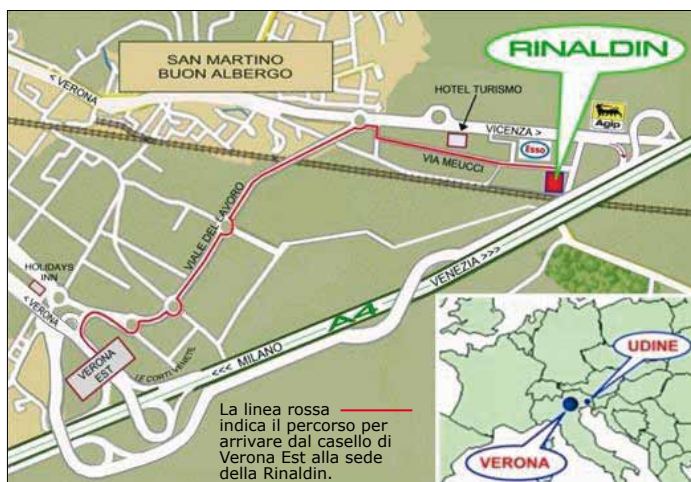 SAN MARTINO
BUON ALBERGO
RINALDIN
< VERONA
HOTEL TURISMO
Agip
VICENZA >
Esso
VIA MEUCCI
VIALE DEL LAVORO
HOLIDAYS
INN
< VERONA
VENEZIA >>>
A4
VERONA
EST
LE CORTI VENETE
<<< MILANO
UDINE
VERONA
La linea rossa
indica il percorso per
arrivare dal casello di
Verona Est alla sede
della Rinaldin.